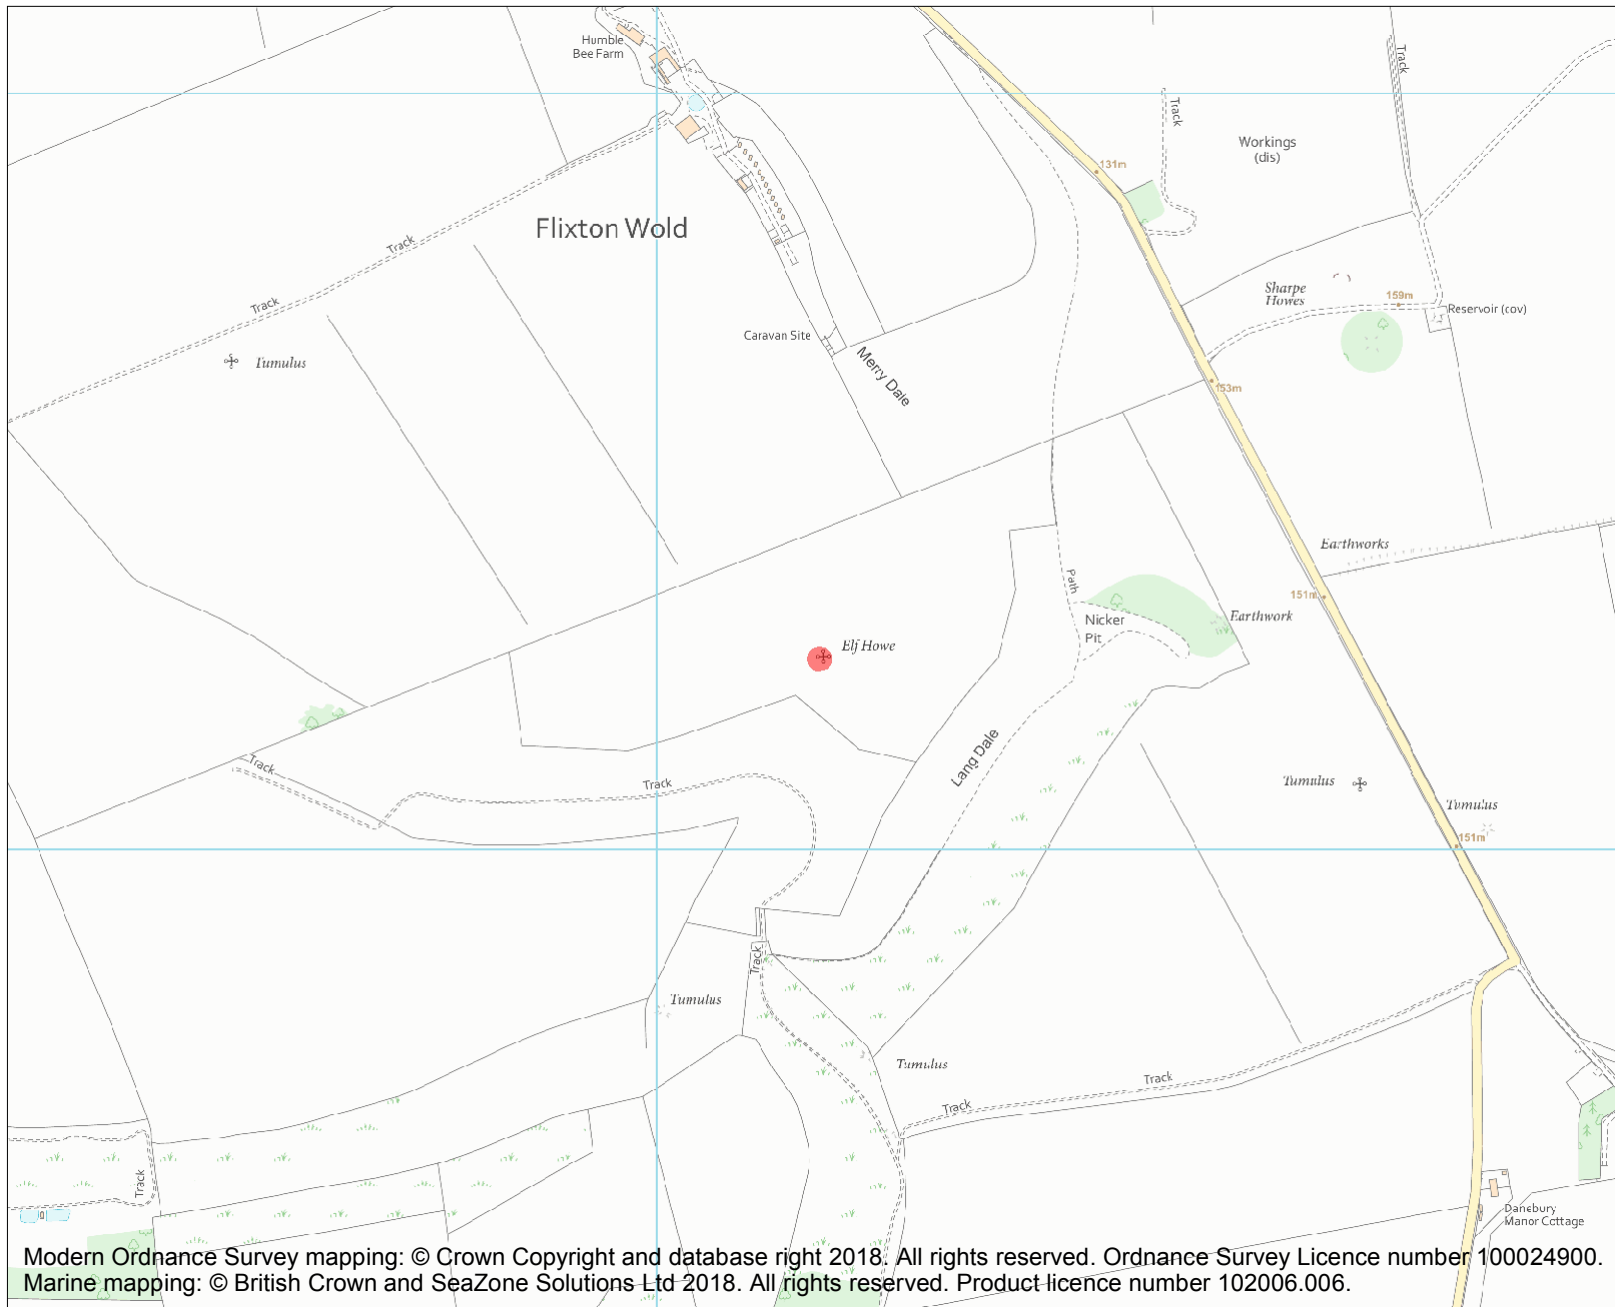 Humble
Bee Farm
Track
Track
Workings
(dis)
131m
Flixton Wold
Track
Track
Sharpe
Howes
159m
Reservoir (cov)
Caravan Site
Merry Dale
Tumulus
153m
Earthworks
Path
151m
Nicker
Pit
Earthwork
Elf Howe
Lang Dale
Track
Track
Tumulus
Tumulus
151m
Track
Tumulus
Tumulus
Track
Track
Track
Danebury
Manor Cottage
Modern Ordnance Survey mapping: © Crown Copyright and database right 2018. All rights reserved. Ordnance Survey Licence number 100024900.
Marine mapping: © British Crown and SeaZone Solutions Ltd 2018. All rights reserved. Product licence number 102006.006.